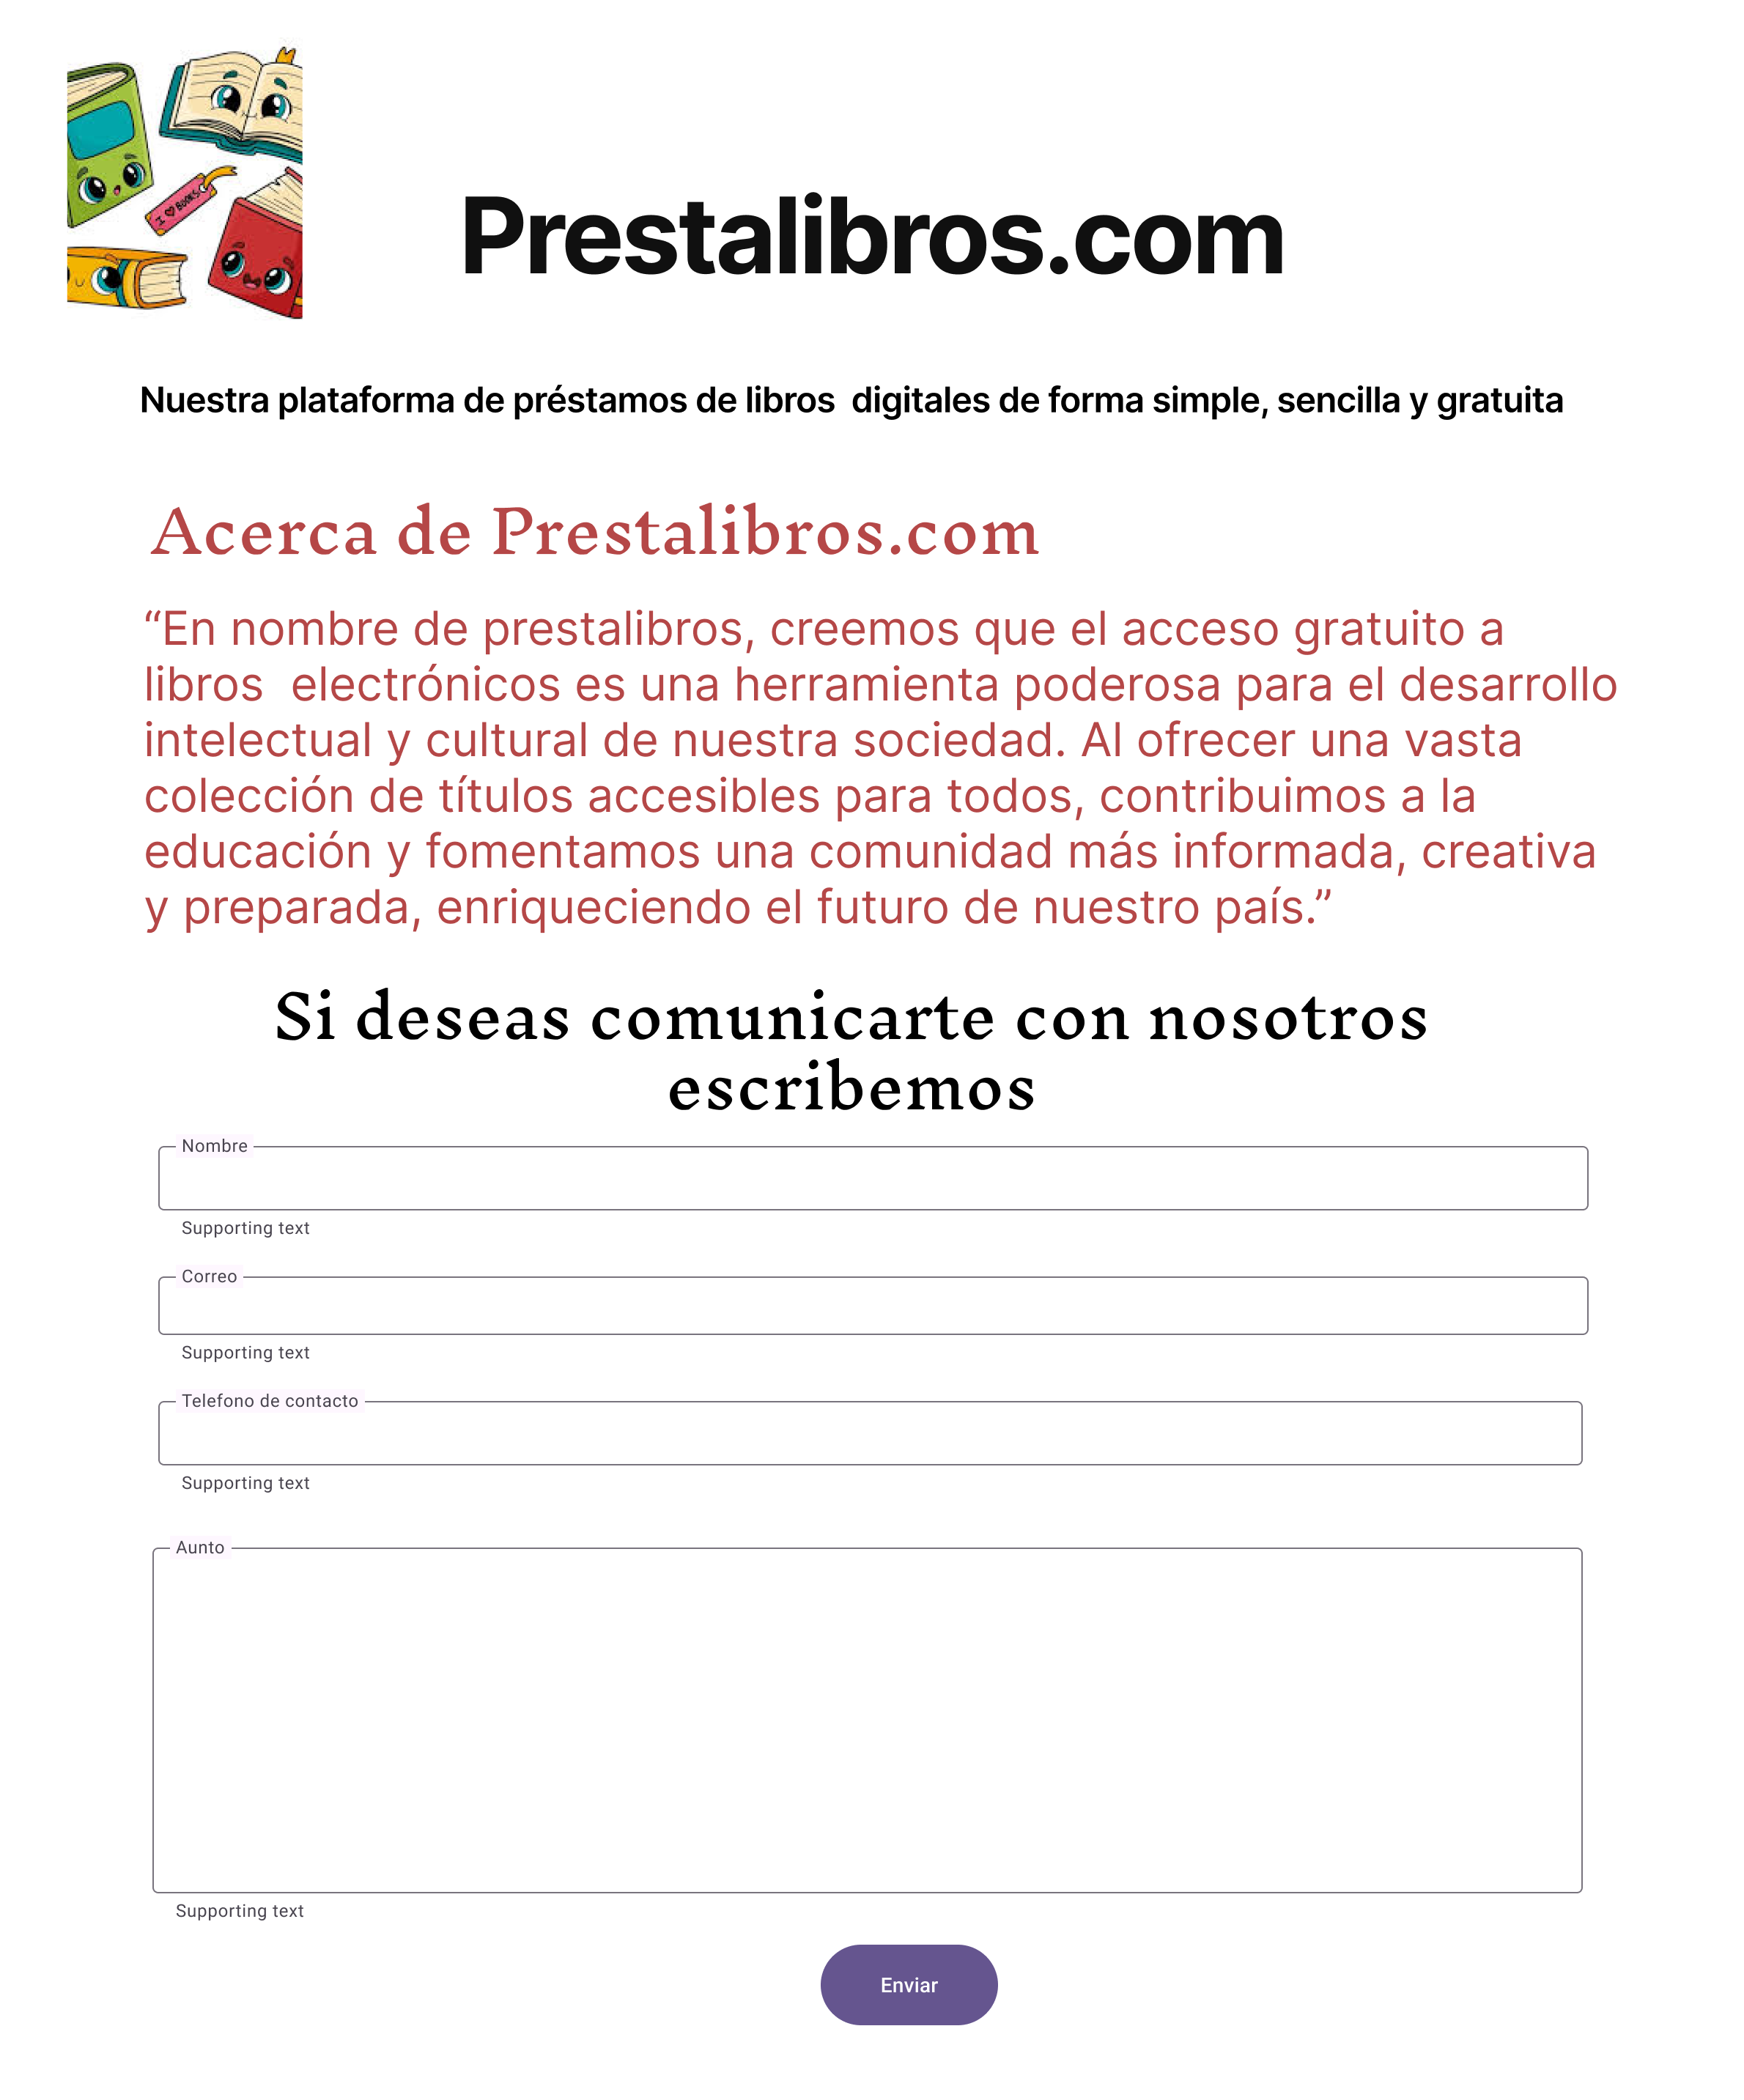 I ♡ BOOKS
Prestalibros.com
Nuestra plataforma de préstamos de libros  digitales de forma simple, sencilla y gratuita
Acerca de Prestalibros.com
“En nombre de prestalibros, creemos que el acceso gratuito a
libros  electrónicos es una herramienta poderosa para el desarrollo
intelectual y cultural de nuestra sociedad. Al ofrecer una vasta
colección de títulos accesibles para todos, contribuimos a la
educación y fomentamos una comunidad más informada, creativa
y preparada, enriqueciendo el futuro de nuestro país.”
Si deseas comunicarte con nosotros
escribemos
Nombre
Supporting text
Correo
Supporting text
Telefono de contacto
Supporting text
Aunto
Supporting text
Enviar